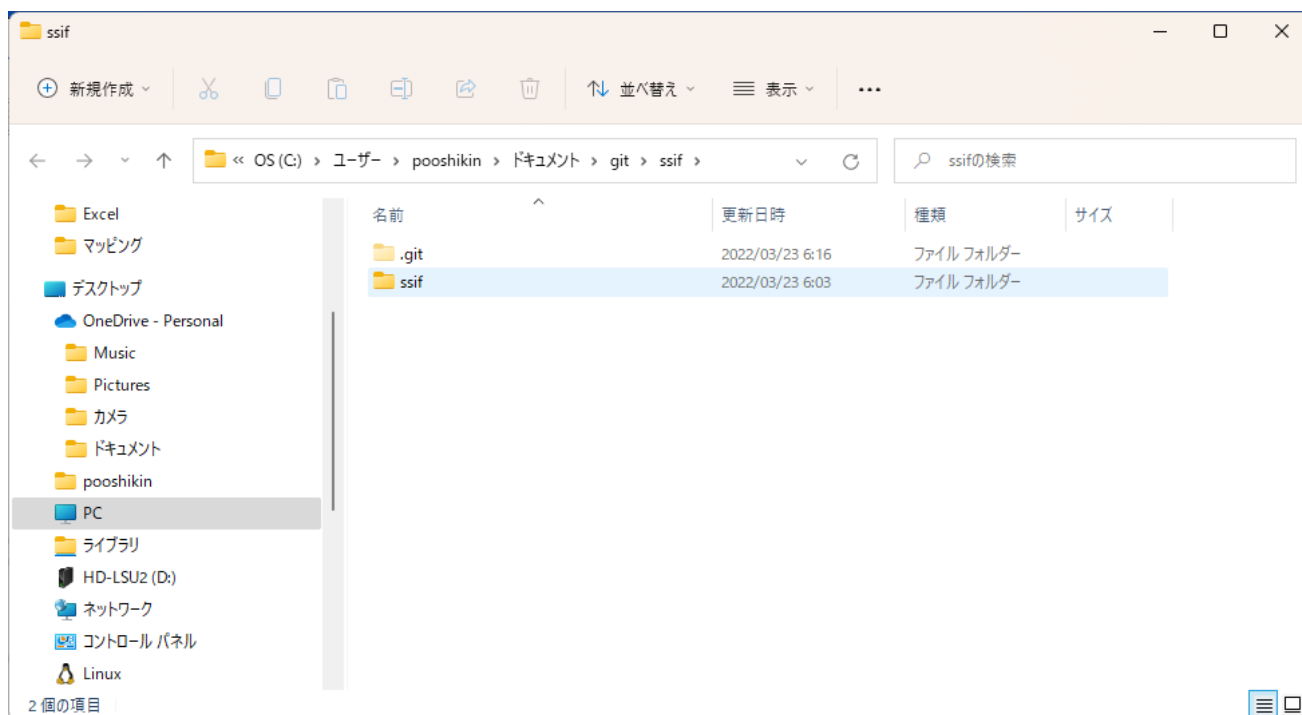 ssif
新規作成 並べ替え 表示
« OS (C:) › ユーザー › pooshikin › ドキュメント › git › ssif › ssifの検索
Excel
マッピング
デスクトップ
OneDrive - Personal
Music
Pictures
カメラ
ドキュメント
pooshikin
PC
ライブラリ
HD-LSU2 (D:)
ネットワーク
コントロール パネル
Linux
名前 更新日時 種類 サイズ
.git 2022/03/23 6:16 ファイル フォルダー
ssif 2022/03/23 6:03 ファイル フォルダー
2 個の項目